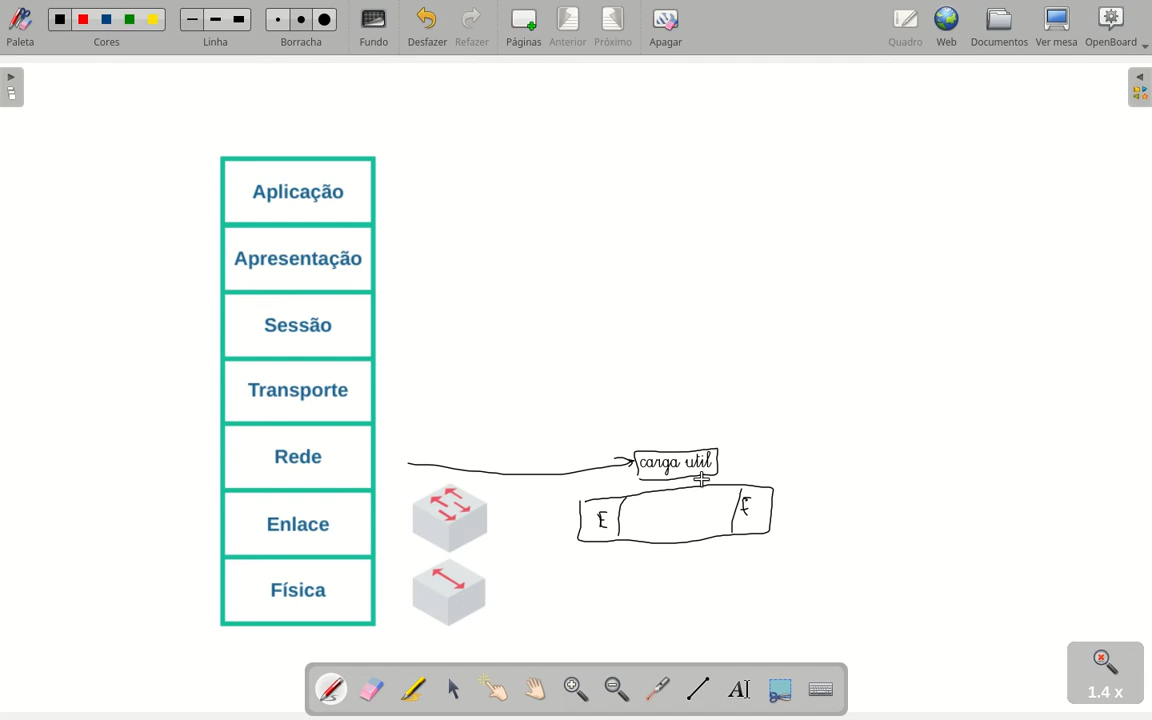 Paleta Cores Linha Borracha Fundo Desfazer Refazer Páginas Anterior Próximo Apagar Quadro Web Documentos Ver mesa OpenBoard
Aplicação
Apresentação
Sessão
Transporte
Rede
carga util
Enlace
E E
Física
AI
1.4 x